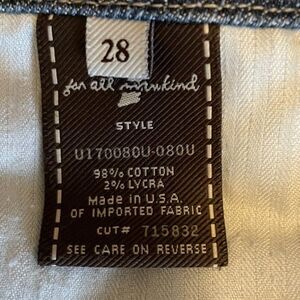 28
for all mankind
STYLE
U170080U-080U
98% COTTON
2% LYCRA
Made in U.S.A.
OF IMPORTED FABRIC
CUT# 715832
SEE CARE ON REVERSE